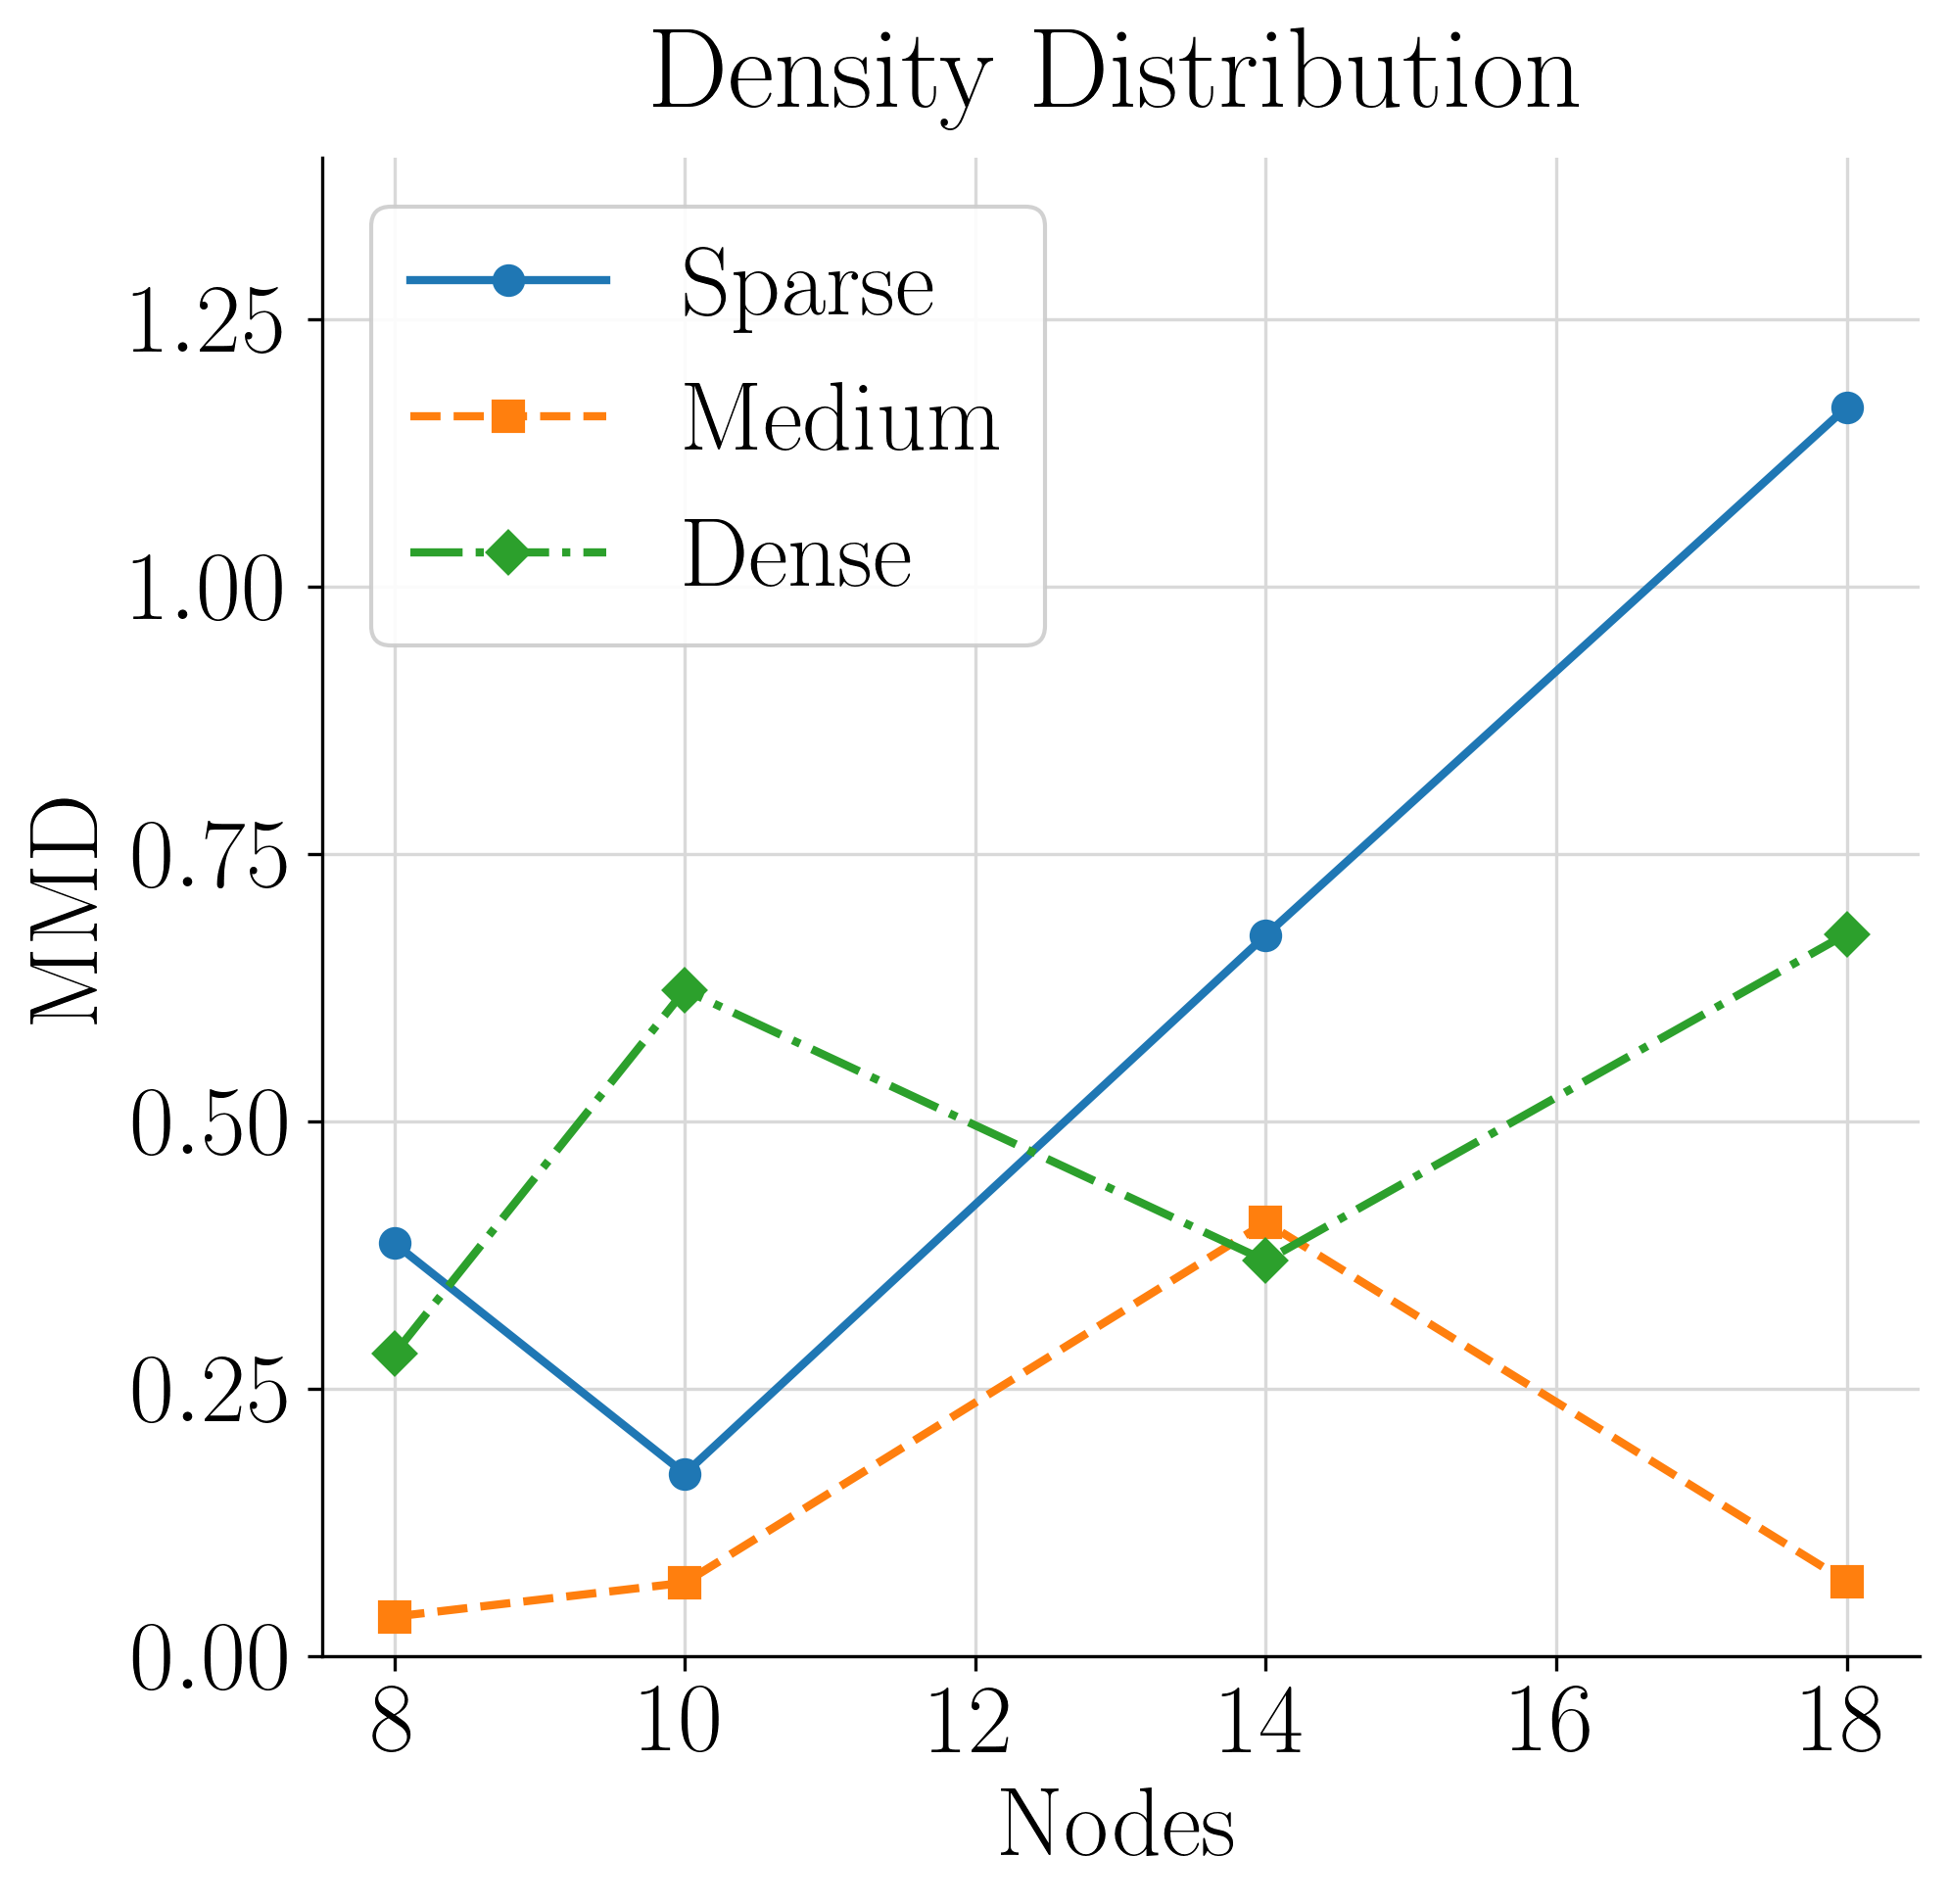 Density Distribution
Sparse
Medium
Dense
MMD
1.25
1.00
0.75
0.50
0.25
0.00
8 10 12 14 16 18
Nodes